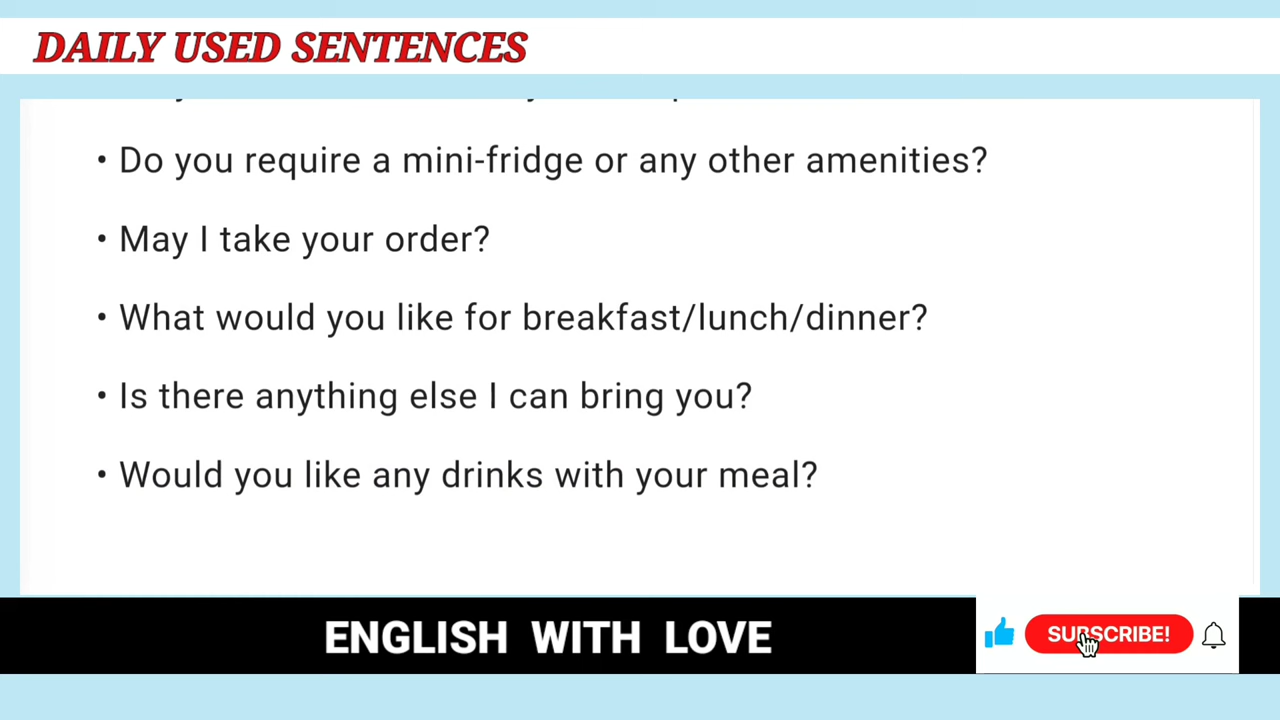 DAILY USED SENTENCES
• Do you require a mini-fridge or any other amenities?
• May I take your order?
• What would you like for breakfast/lunch/dinner?
• Is there anything else I can bring you?
• Would you like any drinks with your meal?
ENGLISH WITH LOVE
SUBSCRIBE!